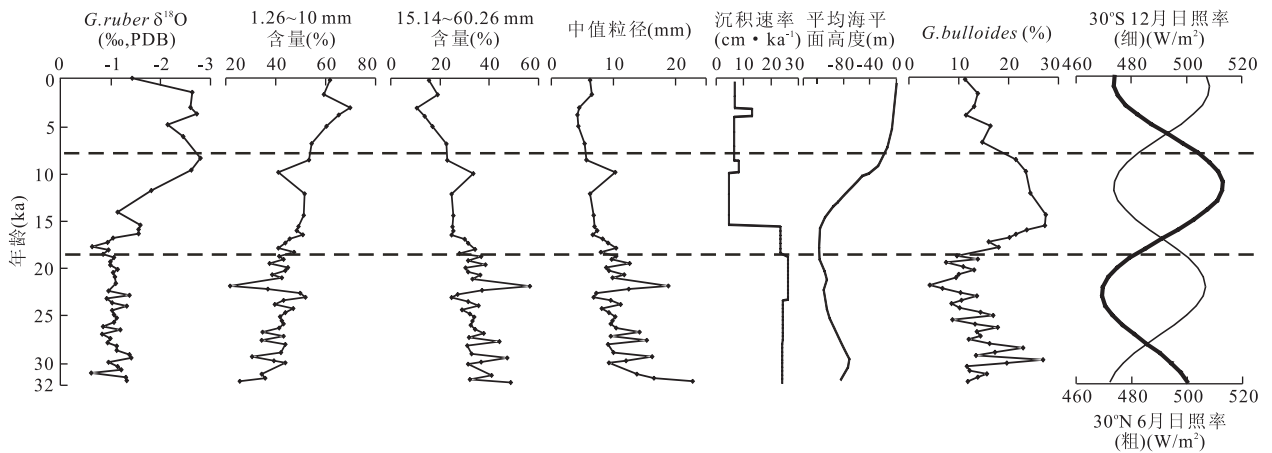 G.ruber δ¹⁸O
(‰,PDB)
1.26~10 mm
含量(%)
15.14~60.26 mm
含量(%)
中值粒径(mm)
沉积速率
(cm·ka⁻¹)
平均海平
面高度(m)
G.bulloides (%)
30°S 12月日照率
(细)(W/m²)
0 -1 -2 -3
20 40 60 80
0 20 40 60
0 10 20
0 10 20 30
-80 -40 0
0 10 20 30
460 480 500 520
年龄(ka)
0
5
10
15
20
25
30
32
460 480 500 520
30°N 6月日照率
(粗)(W/m²)